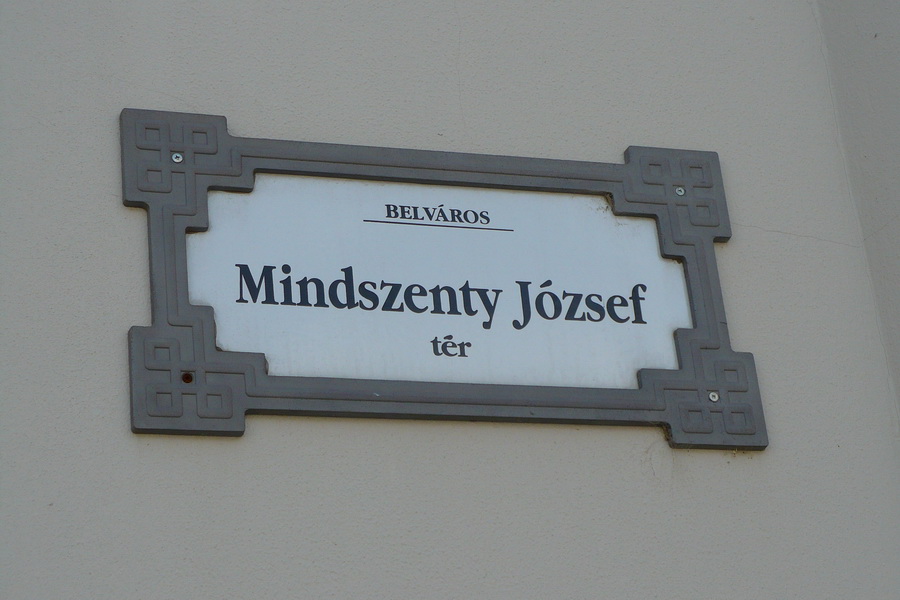 BELVÁROS
Mindszenty József
tér